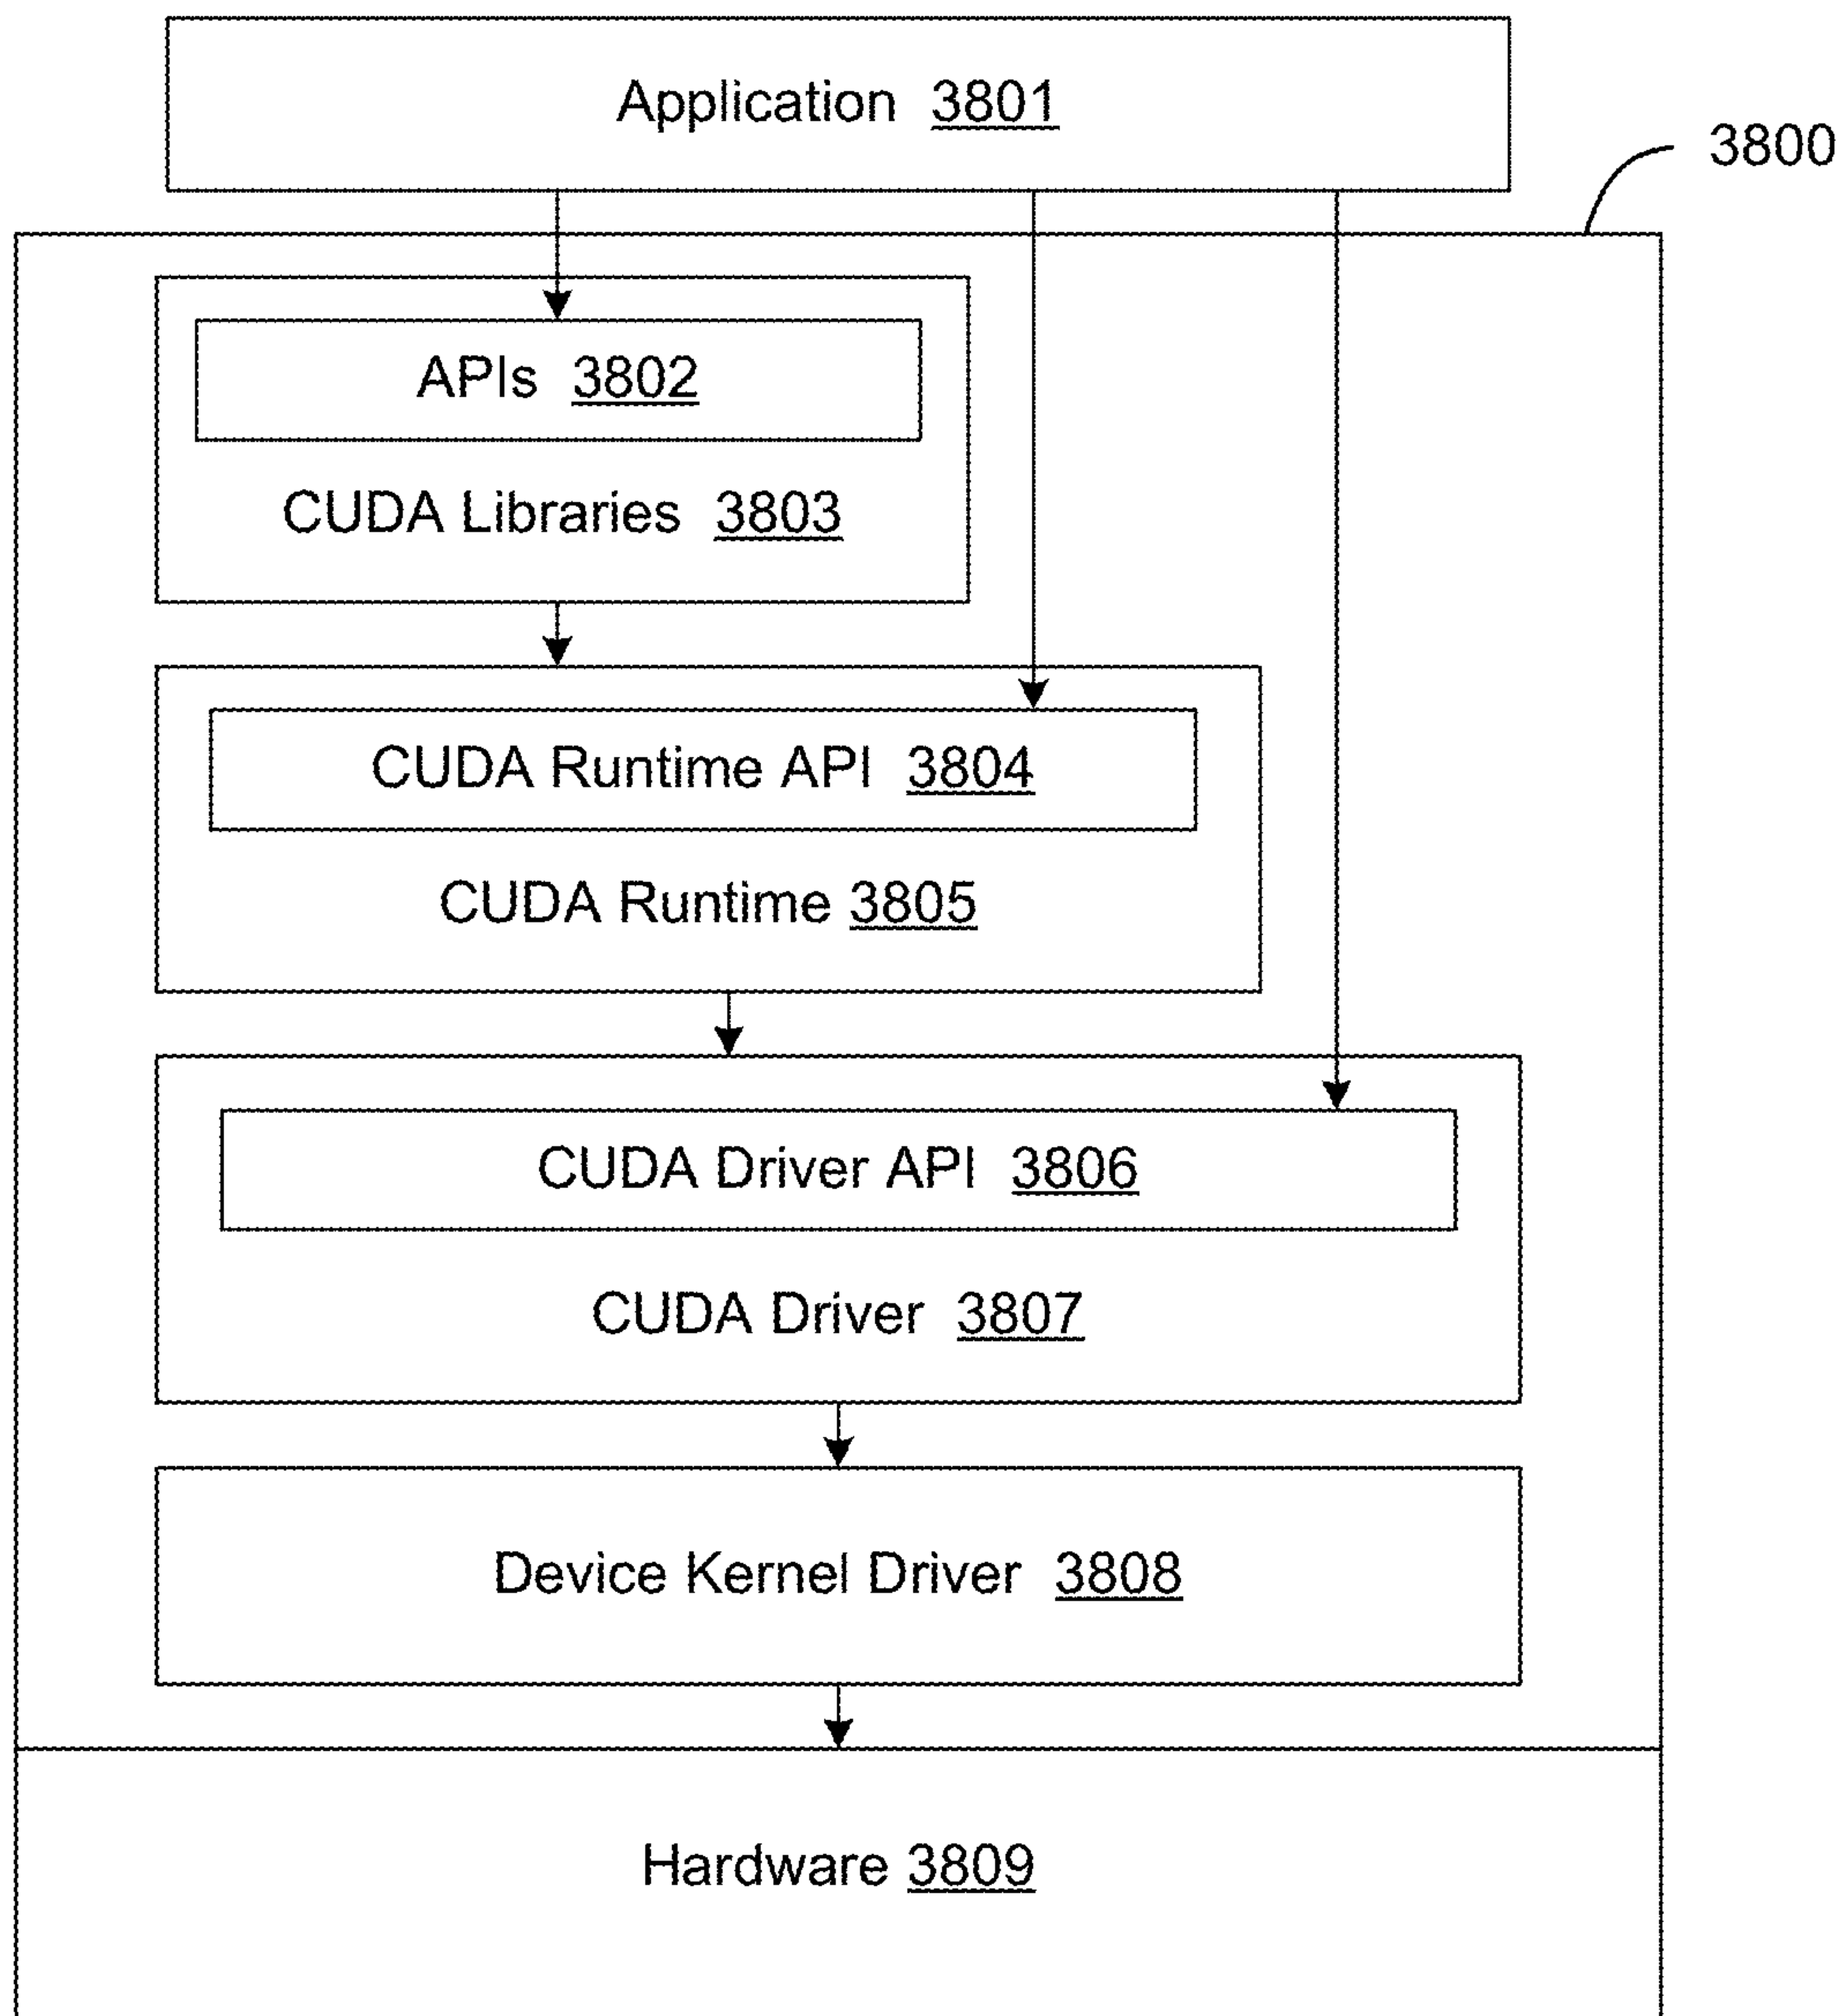 Application 3801
3800
APIs 3802
CUDA Libraries 3803
CUDA Runtime API 3804
CUDA Runtime 3805
CUDA Driver API 3806
CUDA Driver 3807
Device Kernel Driver 3808
Hardware 3809